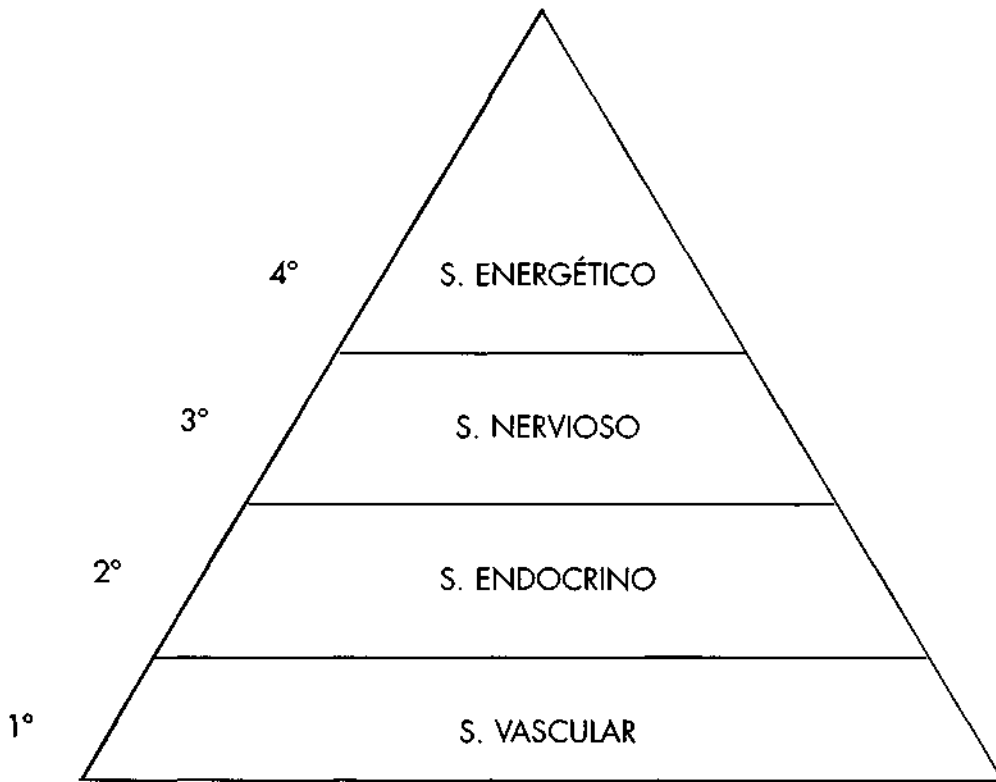 4° S. ENERGÉTICO
3° S. NERVIOSO
2° S. ENDOCRINO
1° S. VASCULAR